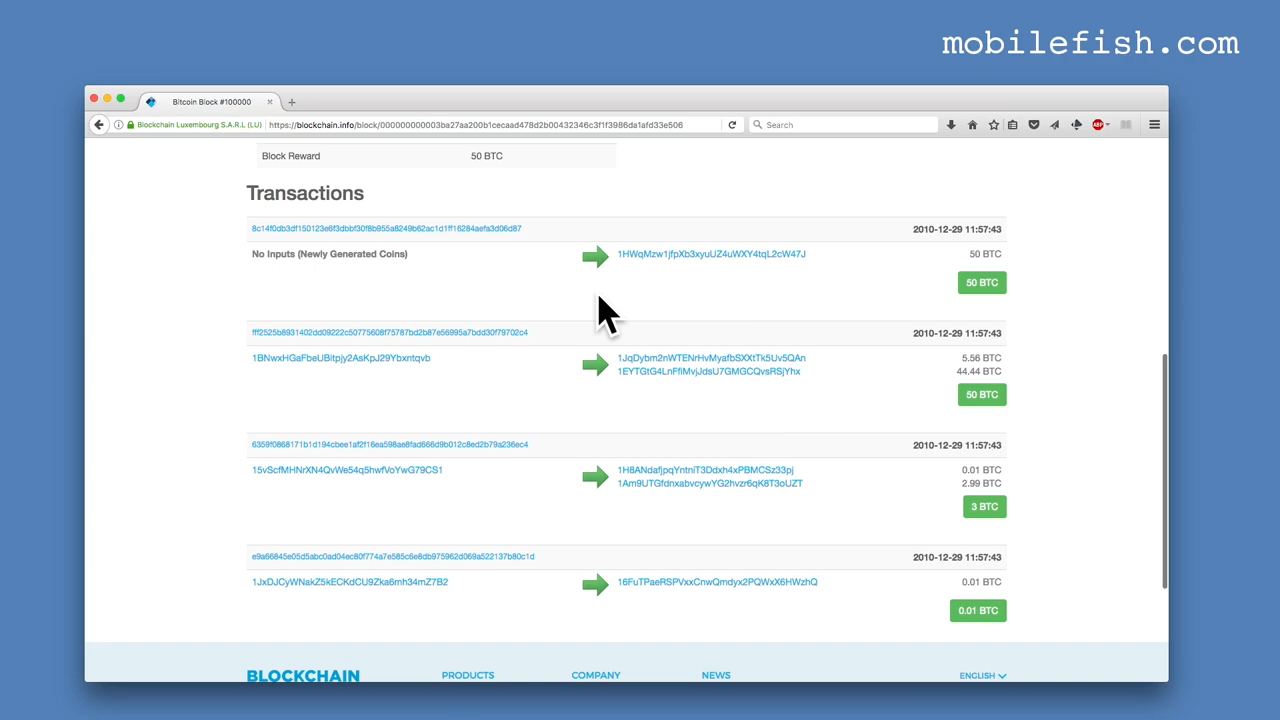 mobilefish.com
Bitcoin Block #100000
Blockchain Luxembourg S.A.R.L (LU)
https://blockchain.info/block/000000000003ba27aa200b1cecaad478d2b00432346c3f1f3986da1afd33e506
Search
ABP
Block Reward 50 BTC
Transactions
8c14f0db3df150123e6f3dbbf30f8b955a8249b62ac1d1ff16284aefa3d06d87 2010-12-29 11:57:43
No Inputs (Newly Generated Coins) 1HWqMzw1jfpXb3xyuUZ4uWXY4tqL2cW47J 50 BTC
50 BTC
fff2525b8931402dd09222c50775608f75787bd2b87e56995a7bdd30f79702c4 2010-12-29 11:57:43
1BNwxHGaFbeUBitpjy2AsKpJ29Ybxntqvb 1JqDybm2nWTENrHvMyafbSXXtTk5Uv5QAn 5.56 BTC
1EYTGtG4LnFfiMvjJdsU7GMGCQvsRSjYhx 44.44 BTC
50 BTC
6359f0868171b1d194cbee1af2f16ea598ae8fad666d9b012c8ed2b79a236ec4 2010-12-29 11:57:43
15vScfMHNrXN4QvWe54q5hwfVoYwG79CS1 1H8ANdafjpqYntniT3Ddxh4xPBMCSz33pj 0.01 BTC
1Am9UTGfdnxabvcywYG2hvzr6qK8T3oUZT 2.99 BTC
3 BTC
e9a66845e05d5abc0ad04ec80f774a7e585c6e8db975962d069a522137b80c1d 2010-12-29 11:57:43
1JxDJCyWNakZ5kECKdCU9Zka6mh34mZ7B2 16FuTPaeRSPVxxCnwQmdyx2PQWxX6HWzhQ 0.01 BTC
0.01 BTC
BLOCKCHAIN PRODUCTS COMPANY NEWS ENGLISH